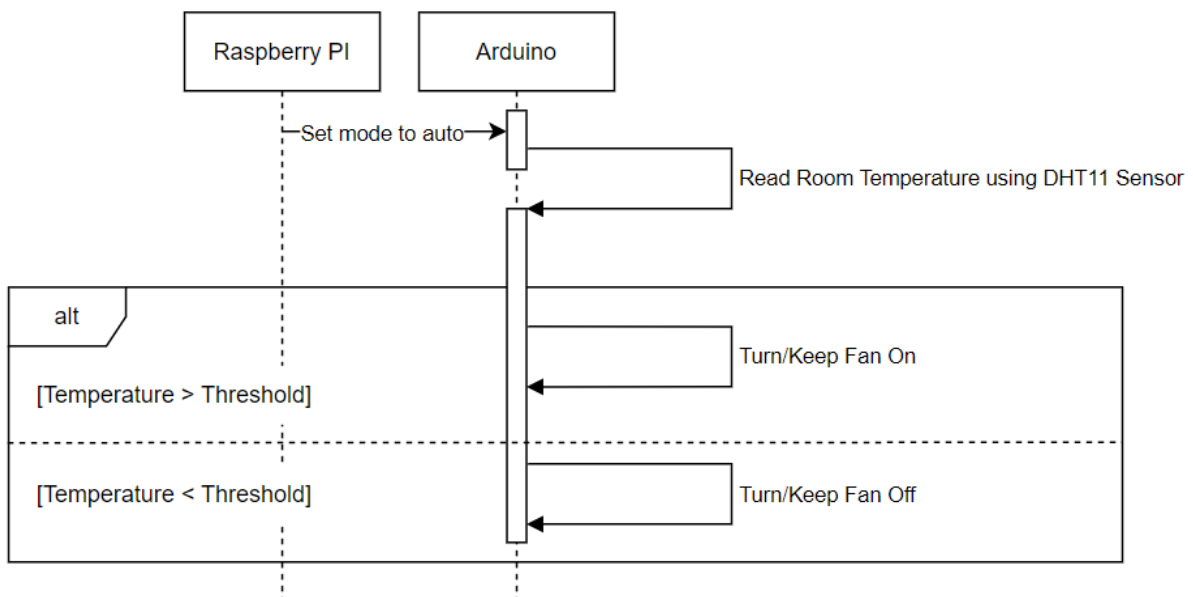 Raspberry PI
Arduino
Set mode to auto
Read Room Temperature using DHT11 Sensor
alt
Turn/Keep Fan On
[Temperature > Threshold]
[Temperature < Threshold]
Turn/Keep Fan Off